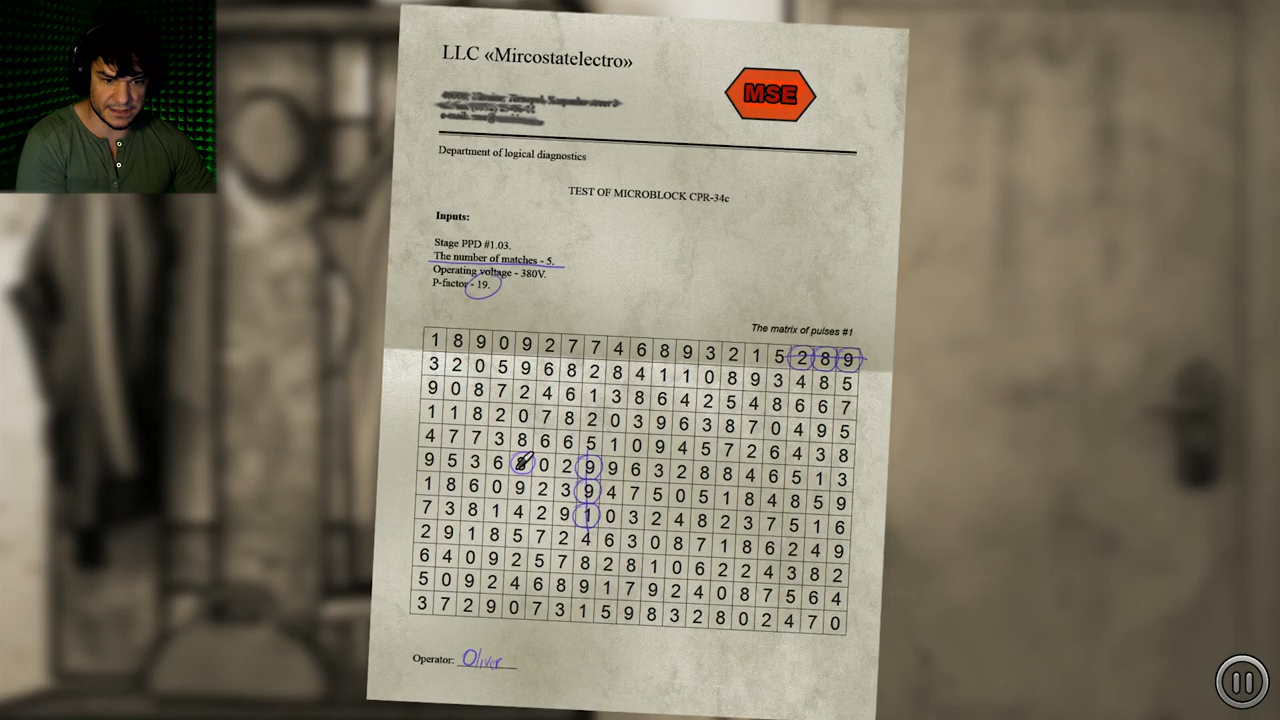 LLC «Mircostatelectro»
MSE
Department of logical diagnostics
TEST OF MICROBLOCK CPR-34c
Inputs:
Stage PPD #1.03.
The number of matches - 5.
Operating voltage - 380V.
P-factor - 19.
The matrix of pulses #1
1 8 9 0 9 2 7 7 4 6 8 9 3 2 1 5 2 8 9
3 2 0 5 9 6 8 2 8 4 1 1 0 8 9 3 4 8 5
9 0 8 7 2 4 6 1 3 8 6 4 2 5 4 8 6 6 7
1 1 8 2 0 7 8 2 0 3 9 6 3 8 7 0 4 9 5
4 7 7 3 8 6 6 5 1 0 9 4 5 7 2 6 4 3 8
9 5 3 6 8 0 2 9 9 6 3 2 8 8 4 6 5 1 3
1 8 6 0 9 2 3 9 4 7 5 0 5 1 8 4 8 5 9
7 3 8 1 4 2 9 1 0 3 2 4 8 2 3 7 5 1 6
2 9 1 8 5 7 2 4 6 3 0 8 7 1 8 6 2 4 9
6 4 0 9 2 5 7 8 2 8 1 0 6 2 2 4 3 8 2
5 0 9 2 4 6 8 9 1 7 9 2 4 0 8 7 5 6 4
3 7 2 9 0 7 3 1 5 9 8 3 2 8 0 2 4 7 0
Operator: Oliver